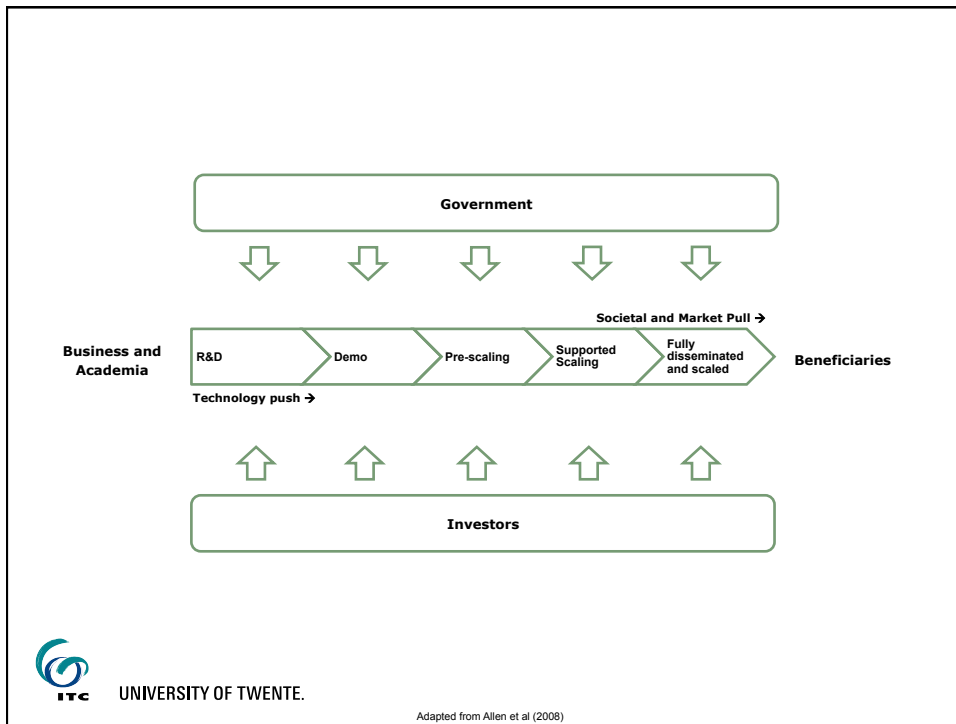 Government
Societal and Market Pull →
Business and
Academia
R&D
Demo
Pre-scaling
Supported
Scaling
Fully
disseminated
and scaled
Beneficiaries
Technology push →
Investors
ITC
UNIVERSITY OF TWENTE.
Adapted from Allen et al (2008)